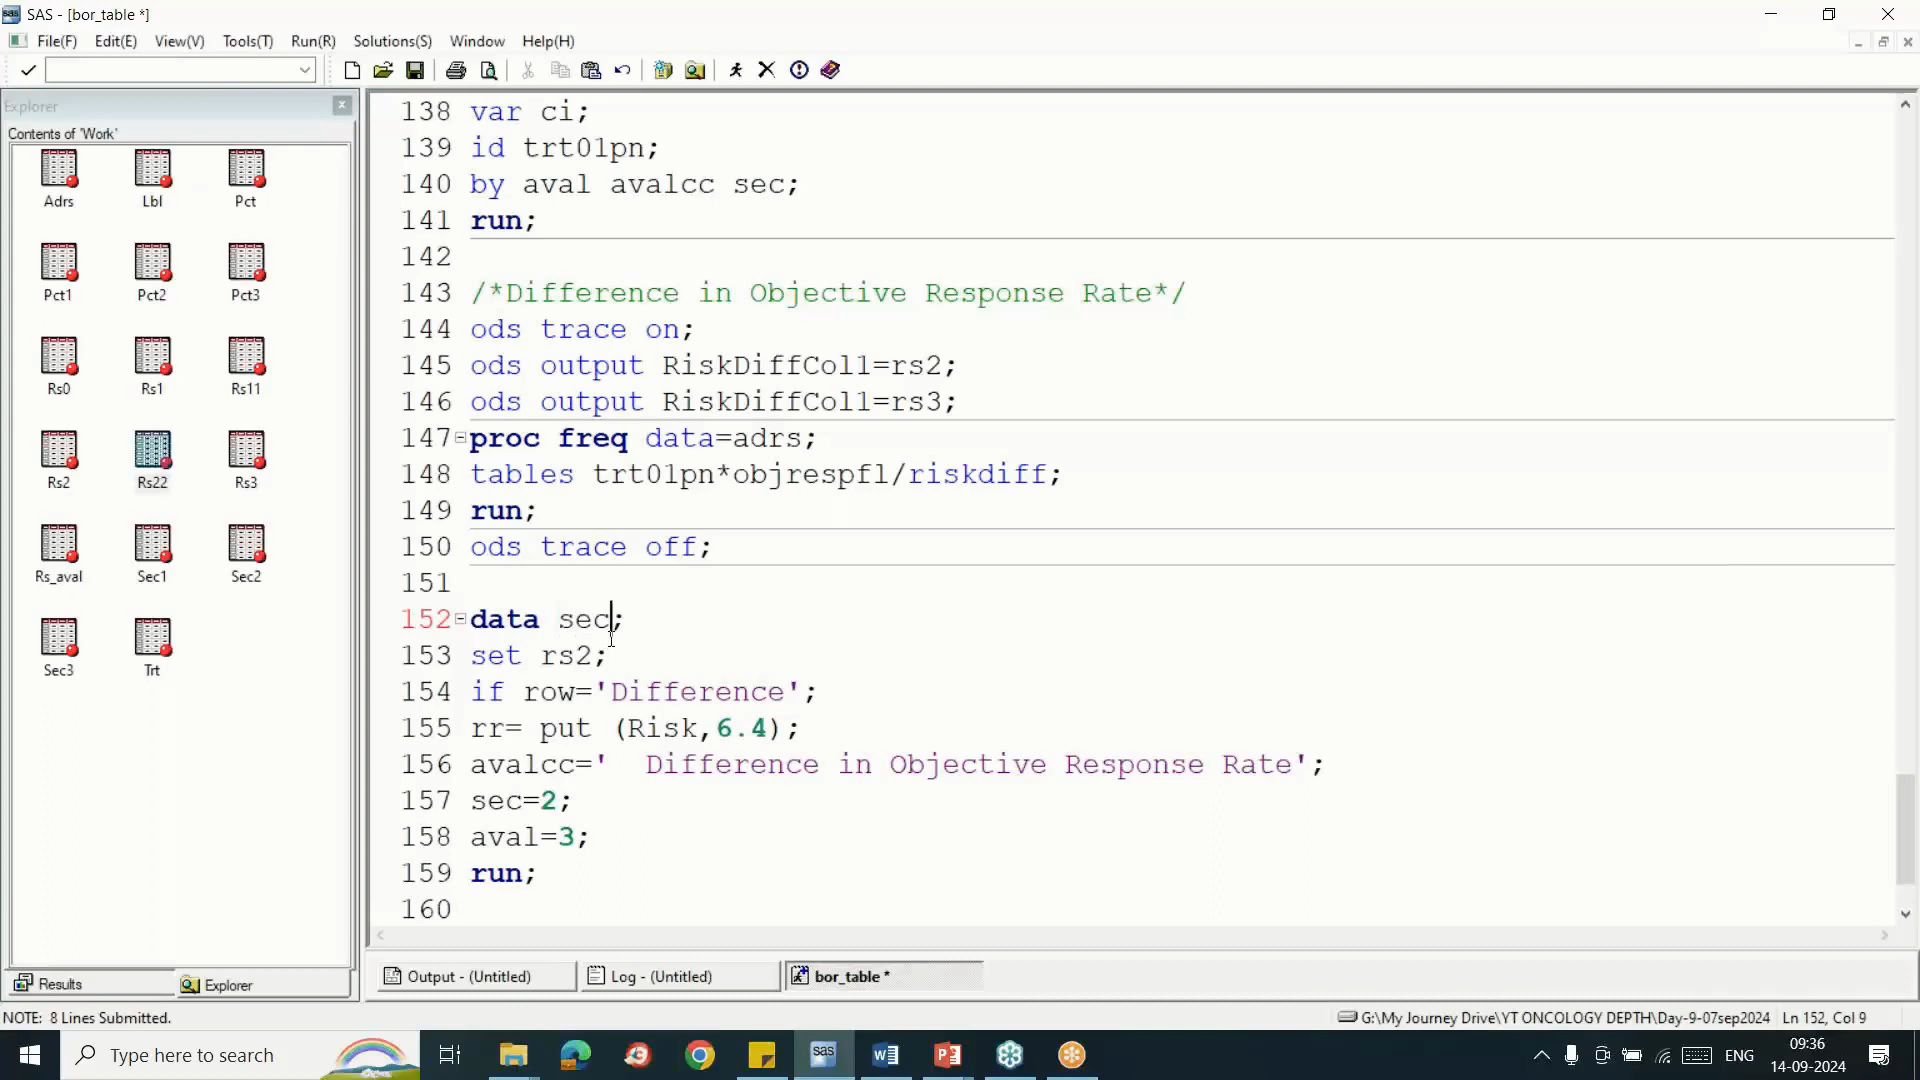 SAS - [bor_table *]
File(F) Edit(E) View(V) Tools(T) Run(R) Solutions(S) Window Help(H)
Explorer
Contents of 'Work'
Adrs Lbl Pct
Pct1 Pct2 Pct3
Rs0 Rs1 Rs11
Rs2 Rs22 Rs3
Rs_aval Sec1 Sec2
Sec3 Trt
Results Explorer
138 var ci;
139 id trt01pn;
140 by aval avalcc sec;
141 run;
142
143 /*Difference in Objective Response Rate*/
144 ods trace on;
145 ods output RiskDiffCol1=rs2;
146 ods output RiskDiffCol1=rs3;
147 proc freq data=adrs;
148 tables trt01pn*objrespfl/riskdiff;
149 run;
150 ods trace off;
151
152 data sec;
153 set rs2;
154 if row='Difference';
155 rr= put (Risk,6.4);
156 avalcc='  Difference in Objective Response Rate';
157 sec=2;
158 aval=3;
159 run;
160
Output - (Untitled) Log - (Untitled) bor_table *
NOTE: 8 Lines Submitted. G:\My Journey Drive\YT ONCOLOGY DEPTH\Day-9-07sep2024 Ln 152, Col 9
Type here to search
ENG
09:36
14-09-2024